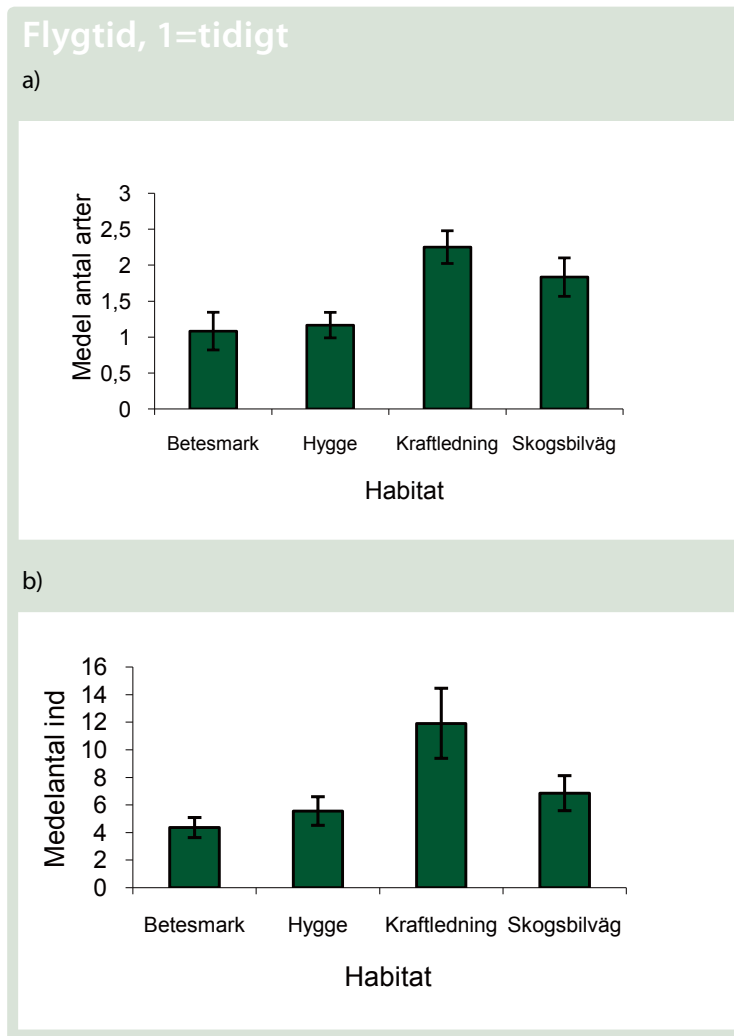 Flygtid, 1=tidigt
a)
Medel antal arter
3
2,5
2
1,5
1
0,5
0
Betesmark Hygge Kraftledning Skogsbilväg
Habitat
b)
Medelantal ind
16
14
12
10
8
6
4
2
0
Betesmark Hygge Kraftledning Skogsbilväg
Habitat